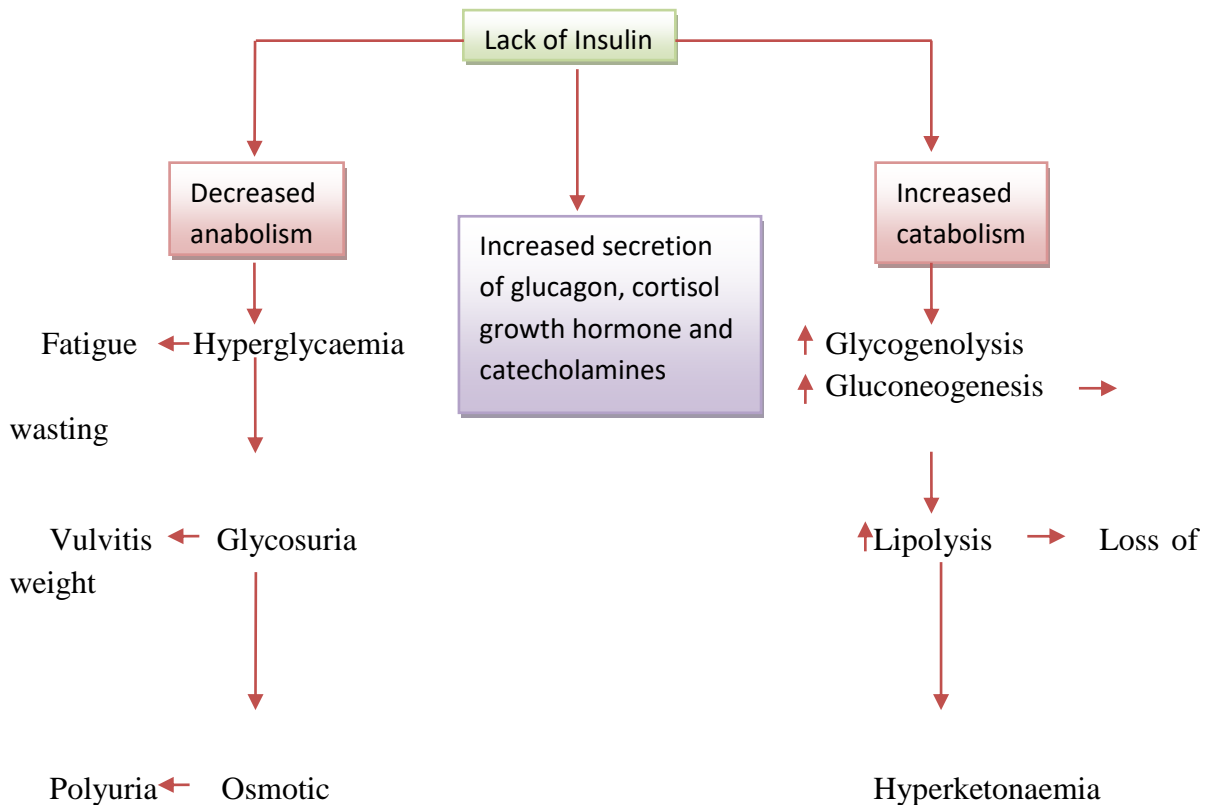 Lack of Insulin
Decreased
anabolism
Increased secretion
of glucagon, cortisol
growth hormone and
catecholamines
Increased
catabolism
Fatigue Hyperglycaemia Glycogenolysis
Gluconeogenesis
wasting
Vulvitis Glycosuria Lipolysis Loss of
weight
Polyuria Osmotic Hyperketonaemia